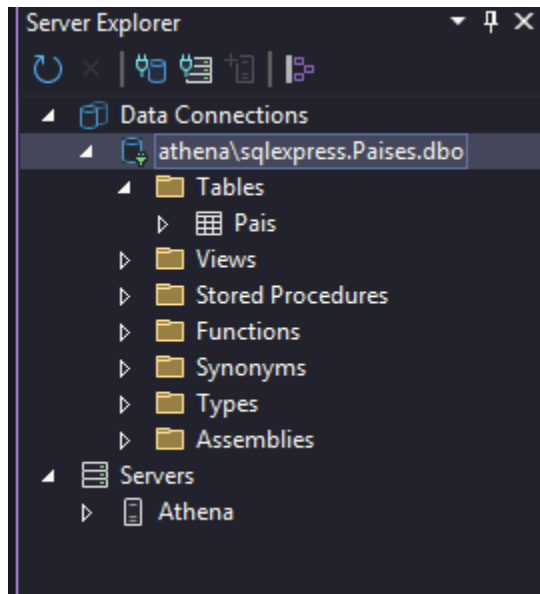 Server Explorer
Data Connections
athena\sqlexpress.Paises.dbo
Tables
Pais
Views
Stored Procedures
Functions
Synonyms
Types
Assemblies
Servers
Athena